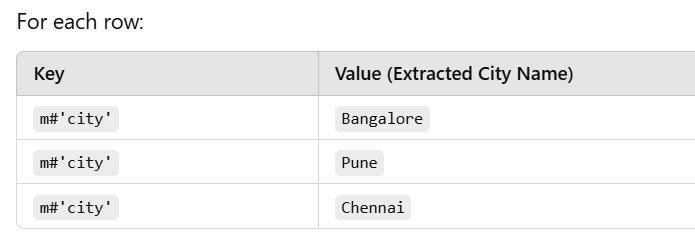 For each row:
Key Value (Extracted City Name)
m#'city' Bangalore
m#'city' Pune
m#'city' Chennai